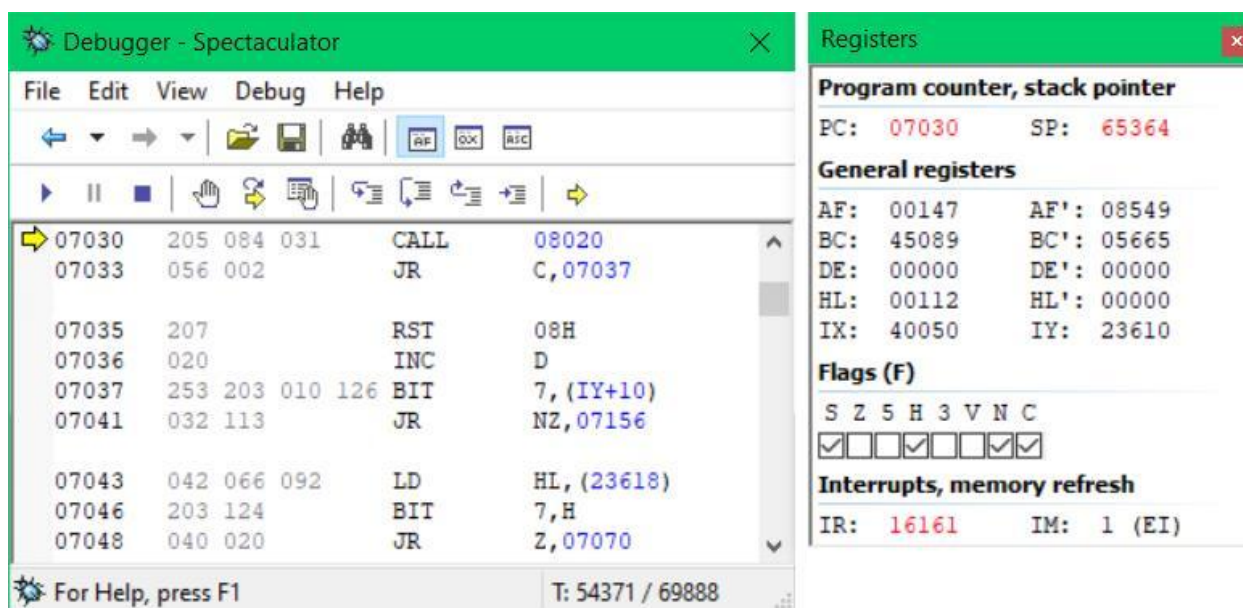 Debugger - Spectaculator
File Edit View Debug Help
AF OX ASC
07030 205 084 031 CALL 08020
07033 056 002 JR C,07037
07035 207 RST 08H
07036 020 INC D
07037 253 203 010 126 BIT 7,(IY+10)
07041 032 113 JR NZ,07156
07043 042 066 092 LD HL,(23618)
07046 203 124 BIT 7,H
07048 040 020 JR Z,07070
For Help, press F1 T: 54371 / 69888
Registers
Program counter, stack pointer
PC: 07030 SP: 65364
General registers
AF: 00147 AF': 08549
BC: 45089 BC': 05665
DE: 00000 DE': 00000
HL: 00112 HL': 00000
IX: 40050 IY: 23610
Flags (F)
S Z 5 H 3 V N C
Interrupts, memory refresh
IR: 16161 IM: 1 (EI)